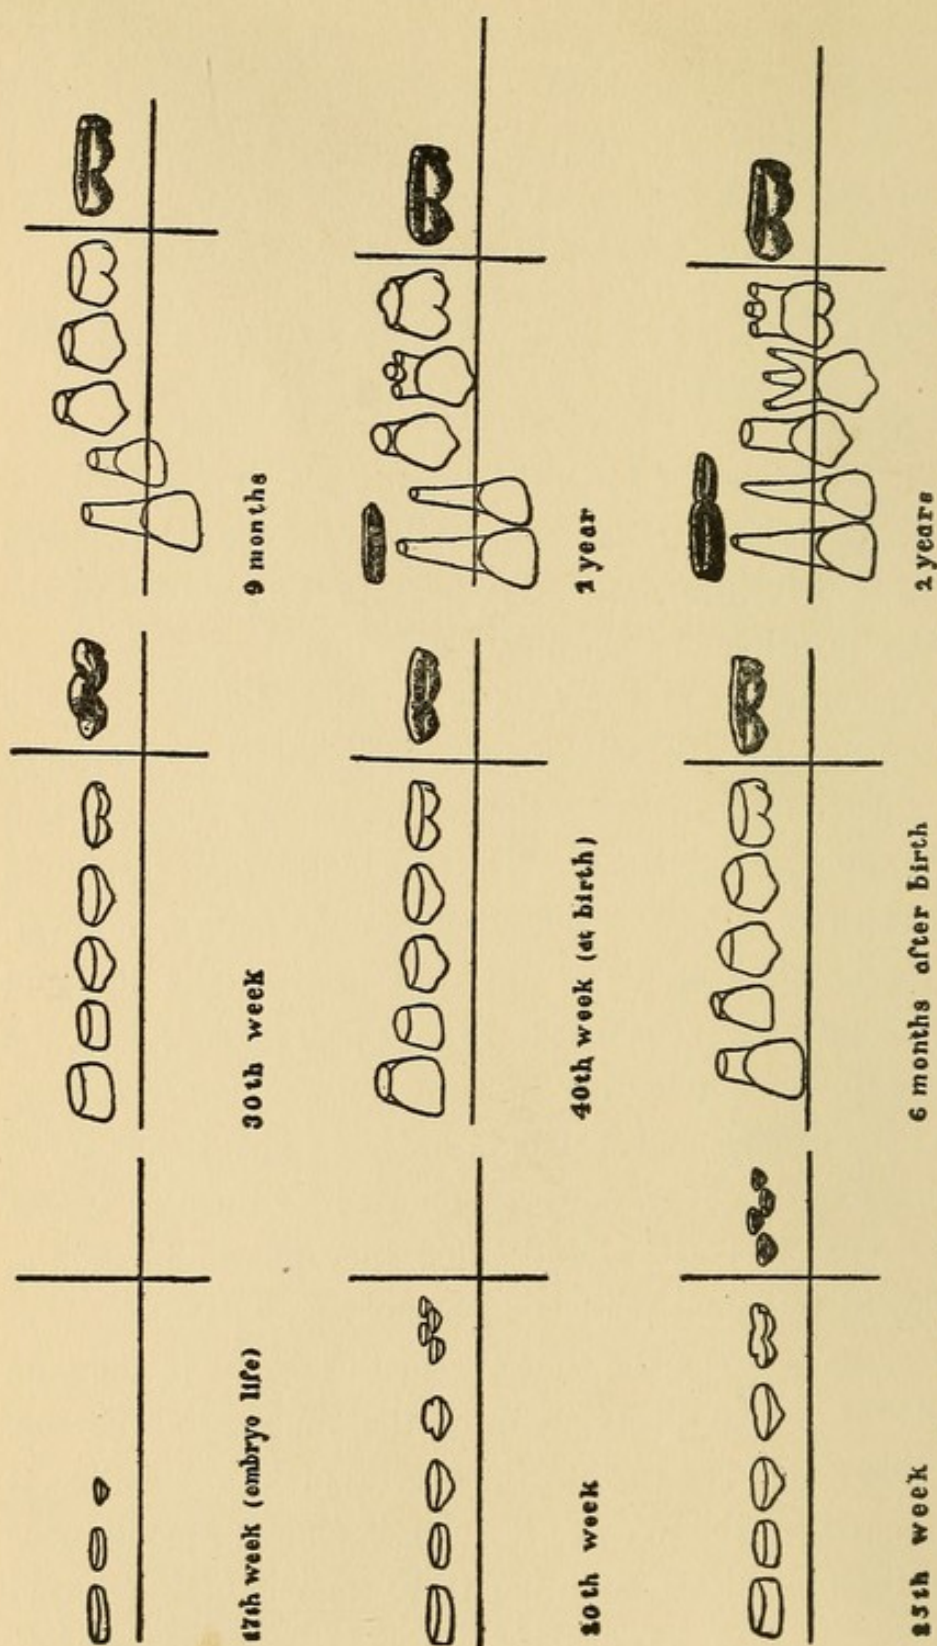 17th week (embryo life)
20th week
25th week
30th week
40th week (at birth)
6 months after birth
9 months
1 year
2 years